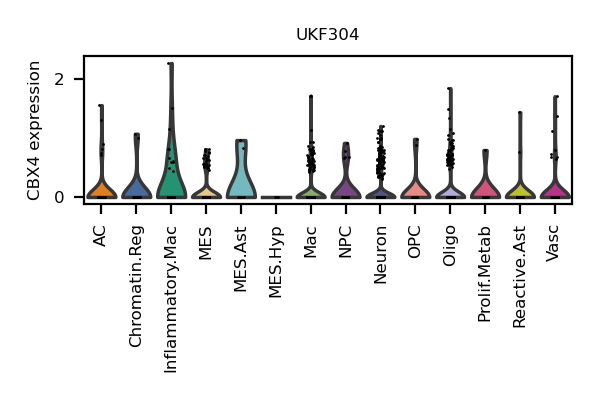 UKF304
CBX4 expression
2
0
AC
Chromatin.Reg
Inflammatory.Mac
MES
MES.Ast
MES.Hyp
Mac
NPC
Neuron
OPC
Oligo
Prolif.Metab
Reactive.Ast
Vasc